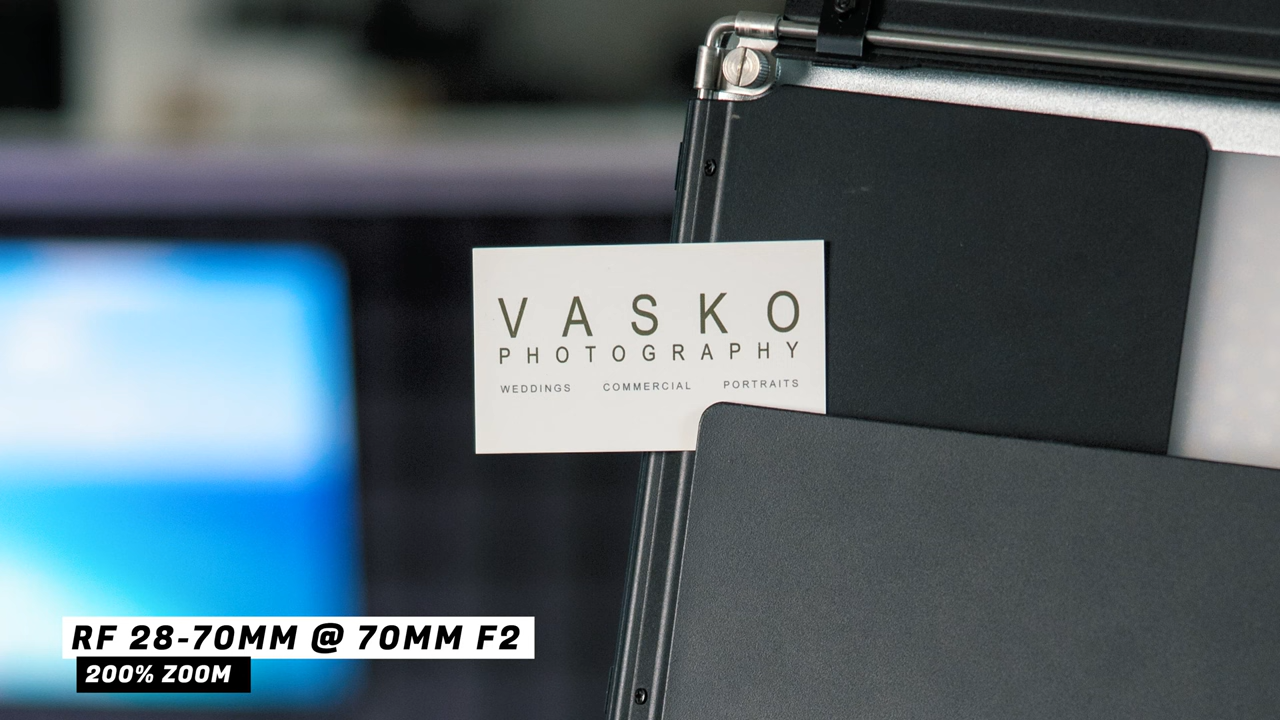 VASKO
PHOTOGRAPHY
WEDDINGS COMMERCIAL PORTRAITS
RF 28-70MM @ 70MM F2
200% ZOOM